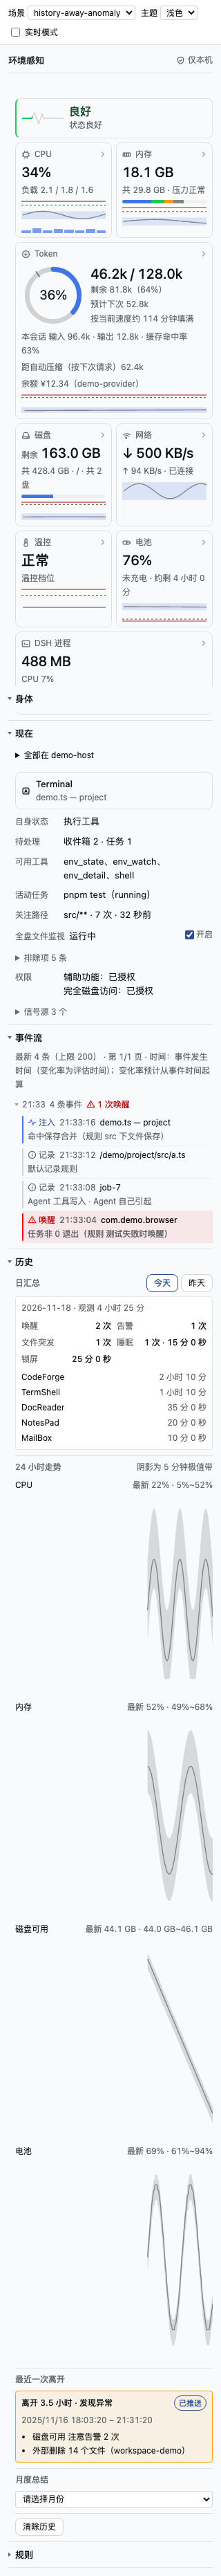 场景 history-away-anomaly 主题 浅色
实时模式
环境感知 仅本机
良好
状态良好
CPU
34%
负载 2.1 / 1.8 / 1.6
内存
18.1 GB
共 29.8 GB · 压力正常
Token
36%
46.2k / 128.0k
剩余 81.8k（64%）
预计下次 52.8k
按当前速度约 114 分钟填满
本会话 输入 96.4k · 输出 12.8k · 缓存命中率
63%
距自动压缩（按下次请求）62.4k
余额 ¥12.34（demo-provider）
磁盘
剩余 163.0 GB
共 428.4 GB · / · 共 2
盘
网络
↓ 500 KB/s
↑ 94 KB/s · 已连接
温控
正常
温控档位
电池
76%
未充电 · 约剩 4 小时 0
分
DSH 进程
488 MB
CPU 7%
身体
现在
全部在 demo-host
Terminal
demo.ts — project
自身状态 执行工具
待处理 收件箱 2 · 任务 1
可用工具 env_state、env_watch、
env_detail、shell
活动任务 pnpm test（running）
关注路径 src/** · 7 次 · 32 秒前
全盘文件监视 运行中 开启
排除项 5 条
权限 辅助功能：已授权
完全磁盘访问：已授权
信号源 3 个
事件流
最新 4 条（上限 200） · 第 1/1 页 · 时间：事件发生
时间（变化率为评估时间）；变化率预计从事件时间起
算
21:33 4 条事件 1 次唤醒
注入 21:33:16 demo.ts — project
命中保存合并（规则 src 下文件保存）
记录 21:33:12 /demo/project/src/a.ts
默认记录规则
记录 21:33:08 job-7
Agent 工具写入 · Agent 自己引起
唤醒 21:33:04 com.demo.browser
任务非 0 退出（规则 测试失败时唤醒）
历史
日汇总 今天 昨天
2026-11-18 · 观测 4 小时 25 分
唤醒 2 次 告警 1 次
文件突发 1 次 睡眠 1 次 · 15 分 0 秒
锁屏 25 分 0 秒
CodeForge 2 小时 10 分
TermShell 1 小时 10 分
DocReader 35 分 0 秒
NotesPad 20 分 0 秒
MailBox 10 分 0 秒
24 小时走势 阴影为 5 分钟极值带
CPU 最新 22% · 5%~52%
内存 最新 52% · 49%~68%
磁盘可用 最新 44.1 GB · 44.0 GB~46.1 GB
电池 最新 69% · 61%~94%
最近一次离开
离开 3.5 小时 · 发现异常 已推送
2025/11/16 18:03:20 – 21:31:20
• 磁盘可用 注意告警 2 次
• 外部删除 14 个文件（workspace-demo）
月度总结
请选择月份
清除历史
规则